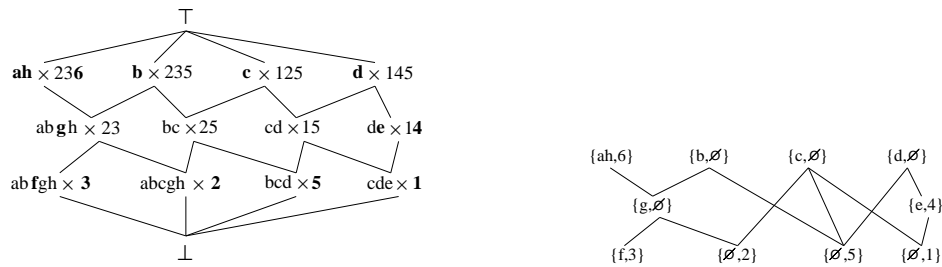 ⊤
ah × 236 b × 235 c × 125 d × 145
abgh × 23 bc × 25 cd × 15 de × 14
abfgh × 3 abcgh × 2 bcd × 5 cde × 1
⊥
{ah,6} {b,∅} {c,∅} {d,∅}
{g,∅} {e,4}
{f,3} {∅,2} {∅,5} {∅,1}